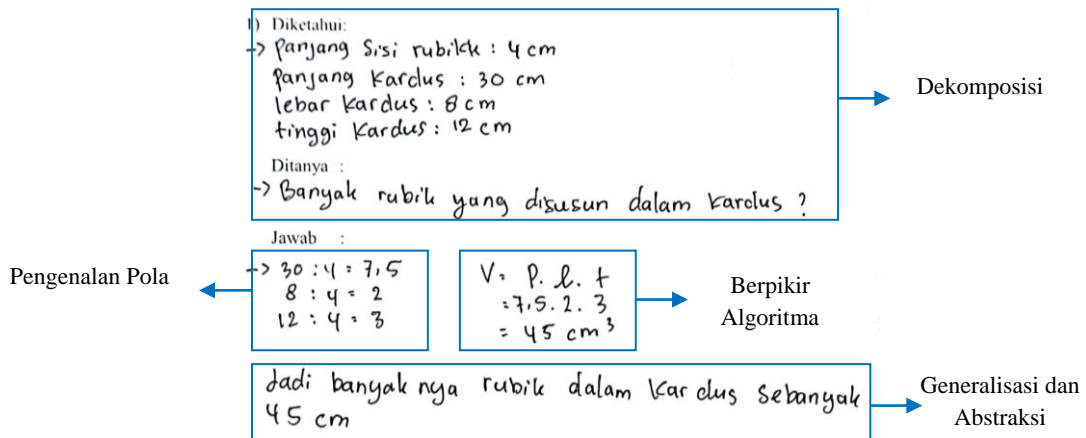 1) Diketahui:
-> Panjang Sisi rubikk : 4 cm
Panjang Kardus : 30 cm
lebar Kardus : 8 cm
tinggi Kardus : 12 cm
Dekomposisi
Ditanya :
-> Banyak rubik yang disusun dalam Kardus ?
Jawab :
Pengenalan Pola
-> 30 : 4 = 7,5
8 : 4 = 2
12 : 4 = 3
V = P. l. t
= 7,5. 2. 3
= 45 cm³
Berpikir
Algoritma
Jadi banyak nya rubik dalam Kardus Sebanyak
45 cm
Generalisasi dan
Abstraksi